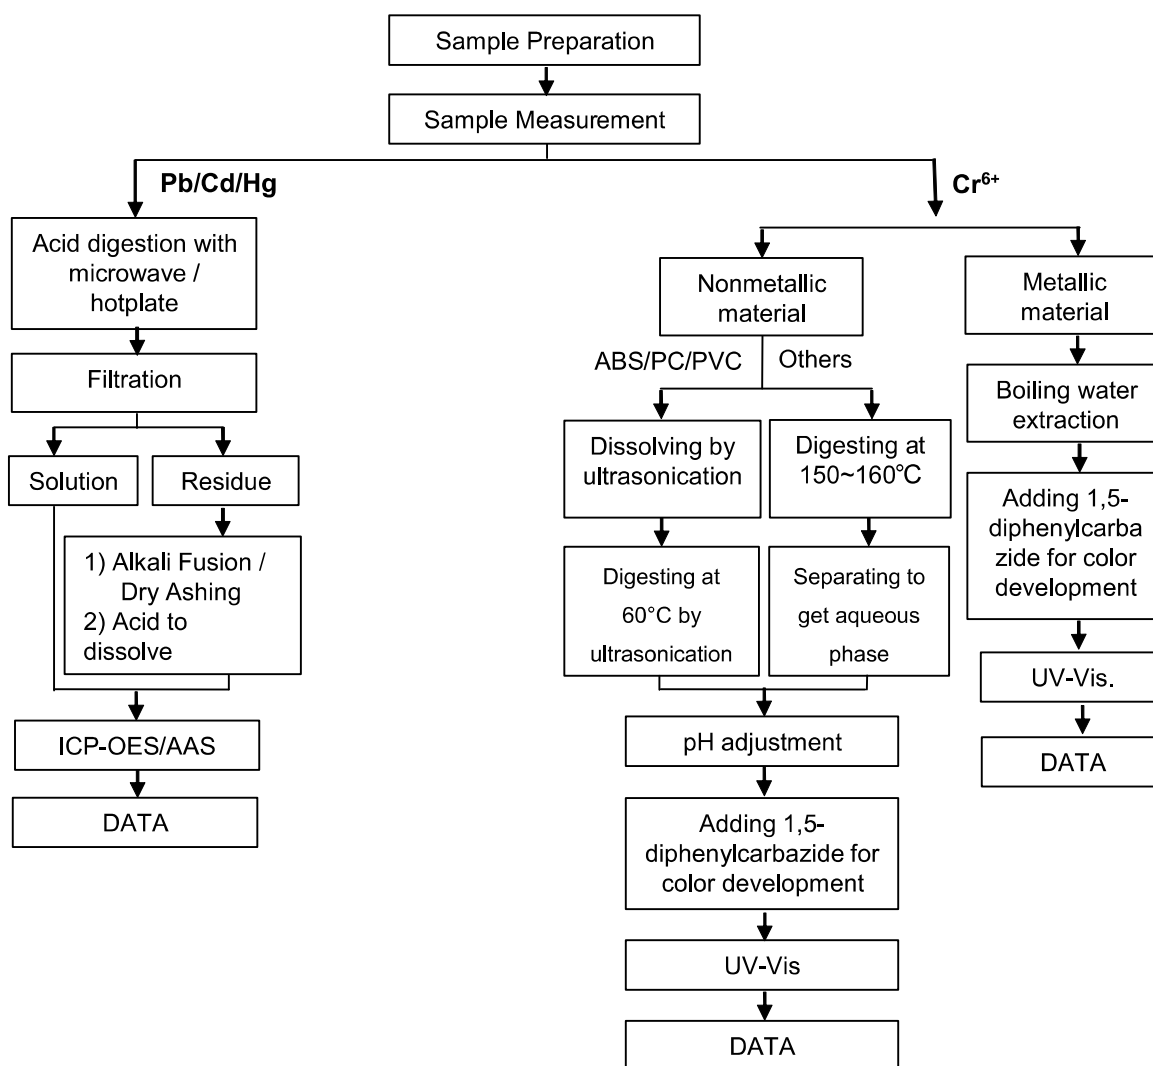 Sample Preparation
Sample Measurement
Pb/Cd/Hg
Acid digestion with
microwave /
hotplate
Filtration
Solution
Residue
1) Alkali Fusion /
Dry Ashing
2) Acid to
dissolve
ICP-OES/AAS
DATA
Cr⁶⁺
Nonmetallic
material
ABS/PC/PVC
Others
Dissolving by
ultrasonication
Digesting at
60°C by
ultrasonication
Digesting at
150~160℃
Separating to
get aqueous
phase
pH adjustment
Adding 1,5-
diphenylcarbazide for
color development
UV-Vis
DATA
Metallic
material
Boiling water
extraction
Adding 1,5-
diphenylcarba
zide for color
development
UV-Vis.
DATA